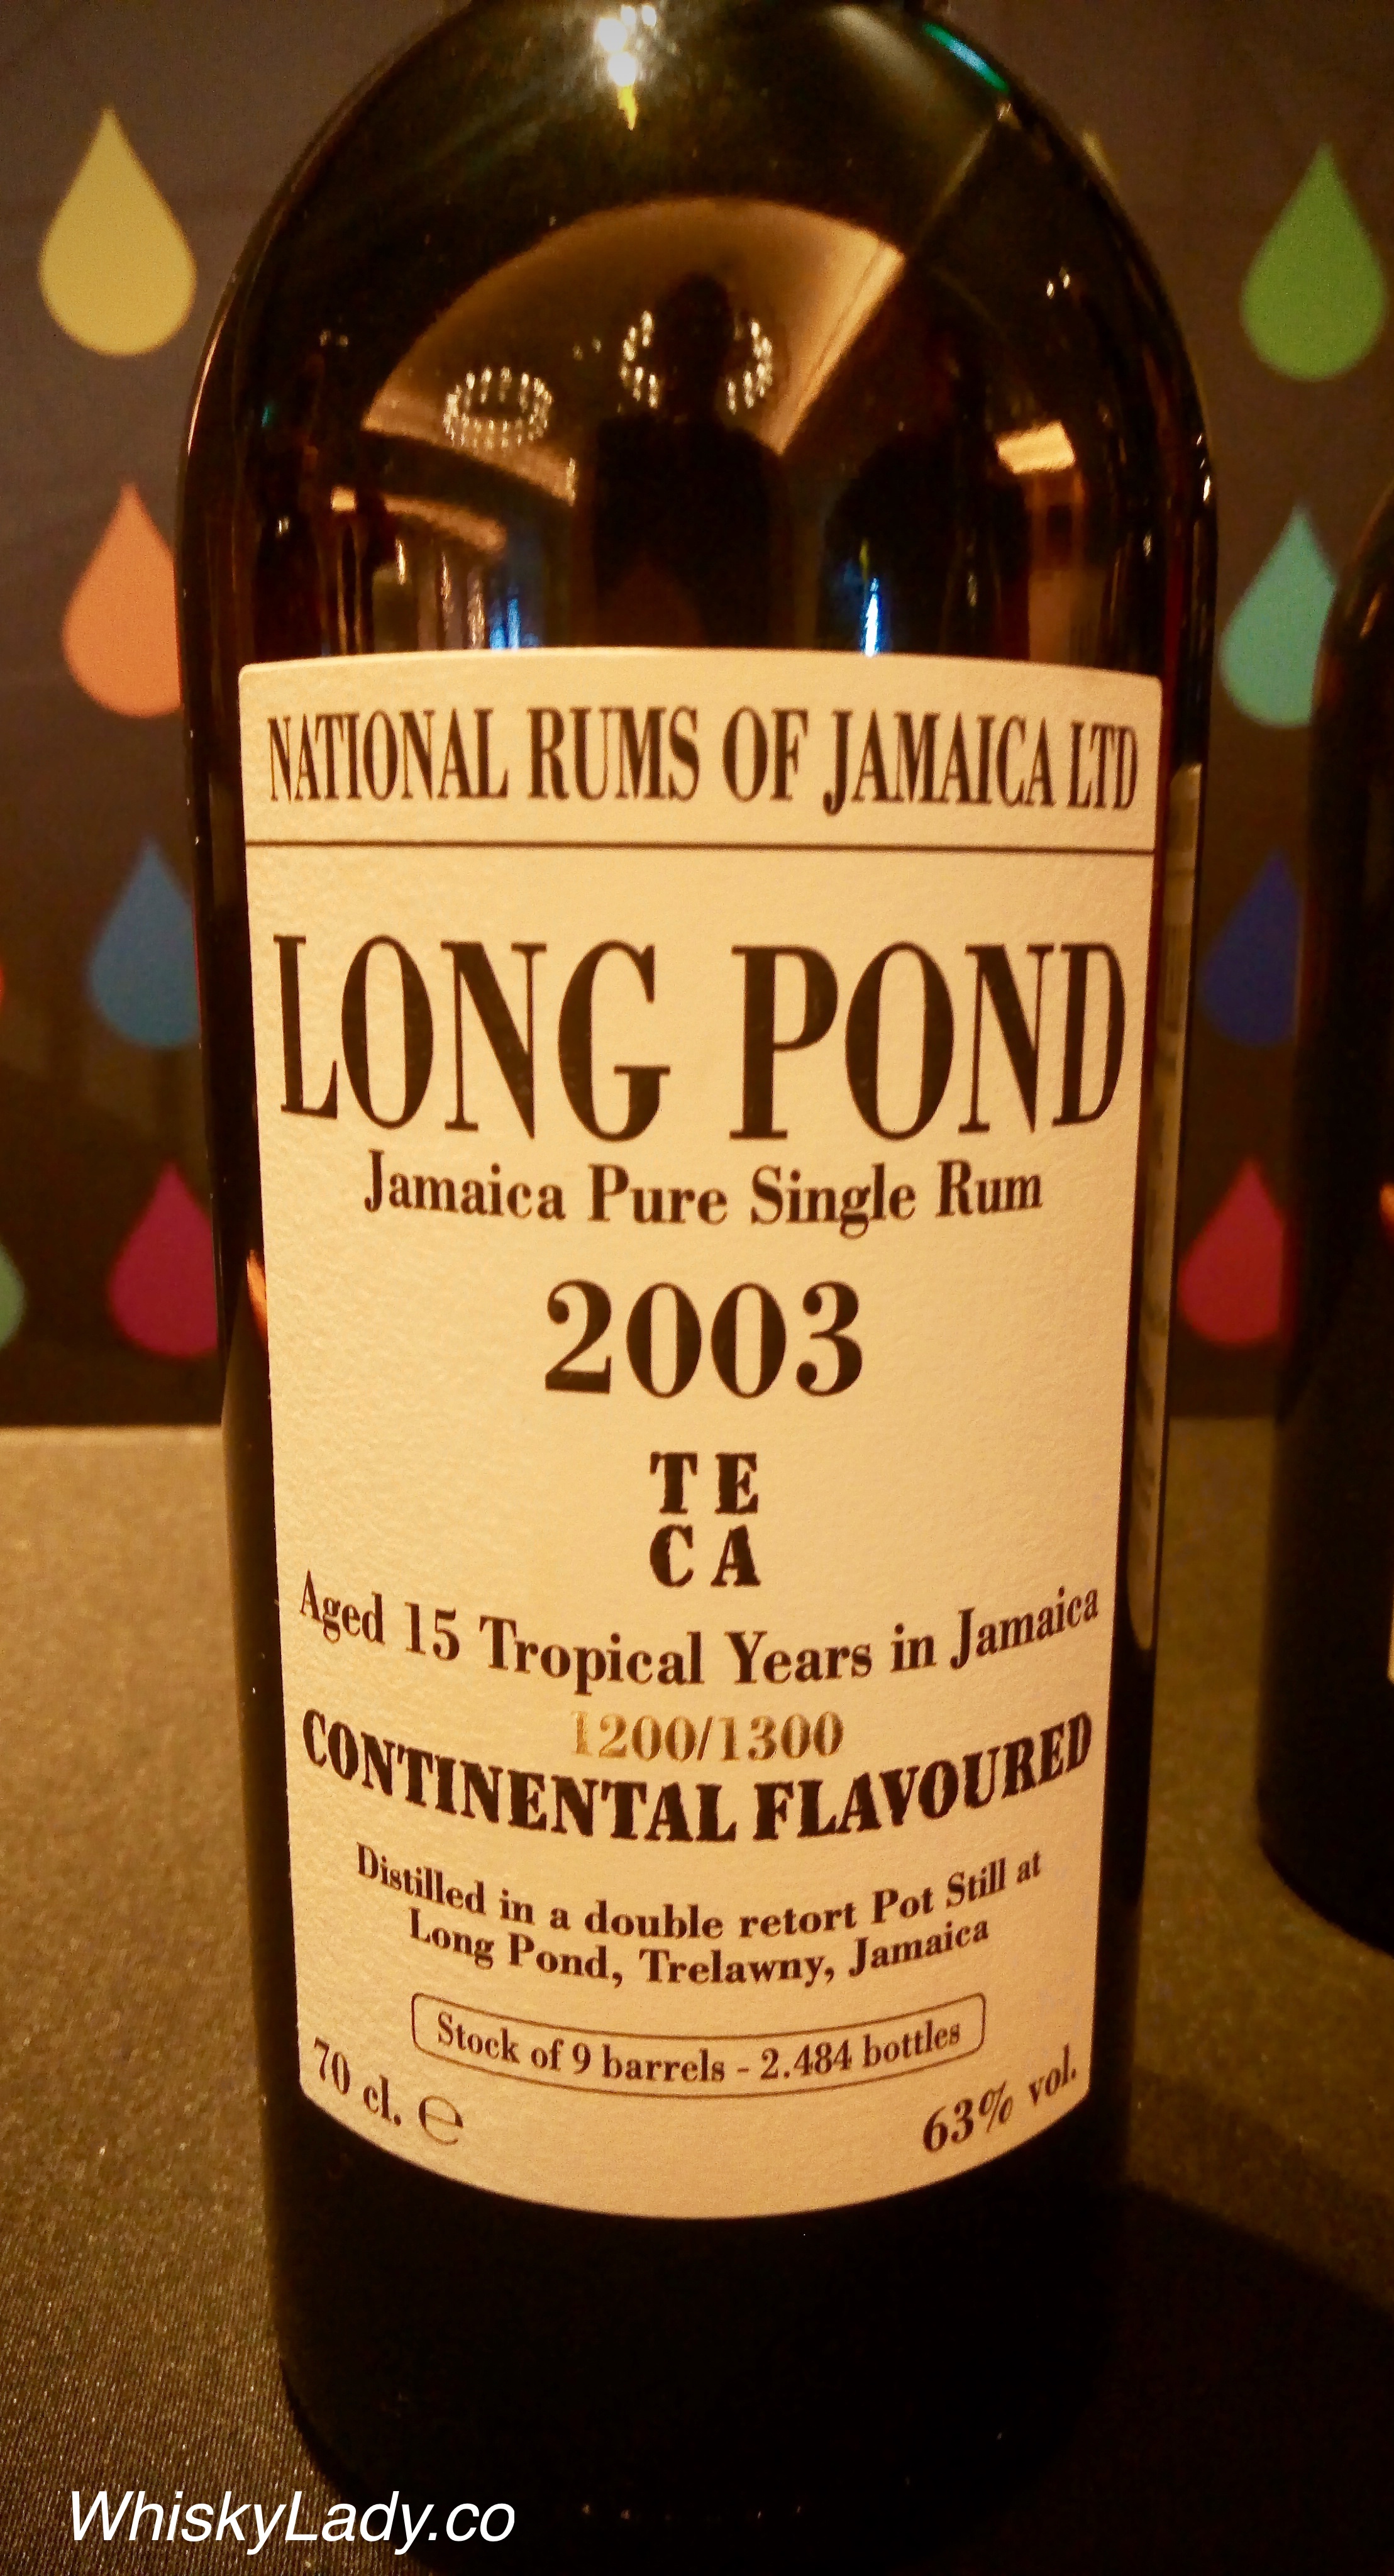 NATIONAL RUMS OF JAMAICA LTD
LONG POND
Jamaica Pure Single Rum
2003
TE
CA
Aged 15 Tropical Years in Jamaica
1200/1300
CONTINENTAL FLAVOURED
Distilled in a double retort Pot Still at
Long Pond, Trelawny, Jamaica
Stock of 9 barrels - 2.484 bottles
70 cl. ℮
63% vol.
WhiskyLady.co